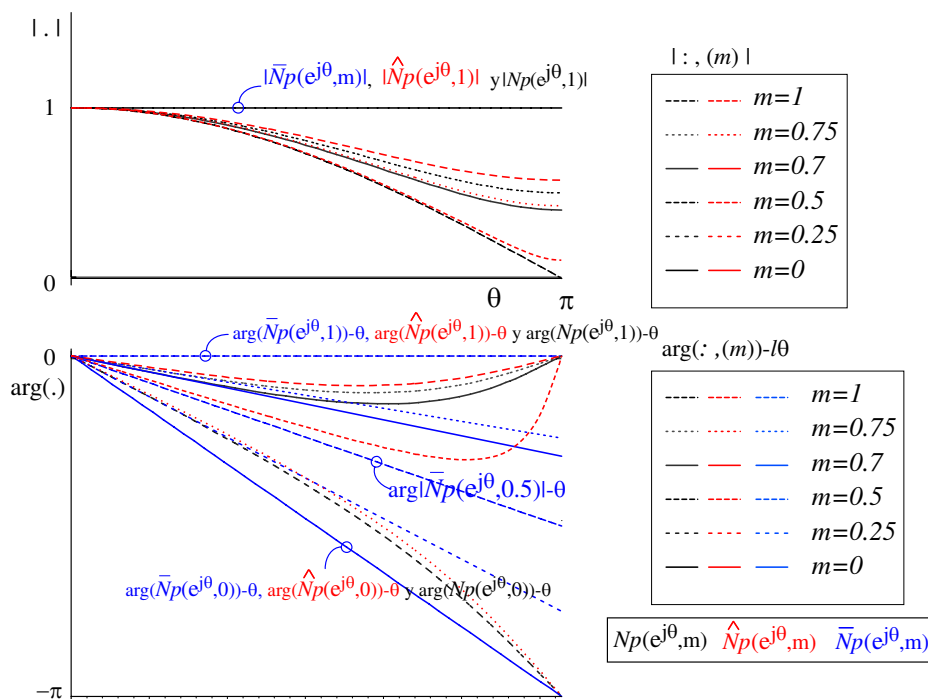 | . |
|N̄p(e^jθ,m)|, |N̂p(e^jθ,1)| y |Np(e^jθ,1)|
1
0
θ
π
| : , (m) |
m=1
m=0.75
m=0.7
m=0.5
m=0.25
m=0
arg(N̄p(e^jθ,1))-θ, arg(N̂p(e^jθ,1))-θ y arg(Np(e^jθ,1))-θ
0
arg(.)
arg|N̄p(e^jθ,0.5)|-θ
arg(N̄p(e^jθ,0))-θ, arg(N̂p(e^jθ,0))-θ y arg(Np(e^jθ,0))-θ
−π
arg(: ,(m))-lθ
m=1
m=0.75
m=0.7
m=0.5
m=0.25
m=0
Np(e^jθ,m) N̂p(e^jθ,m) N̄p(e^jθ,m)